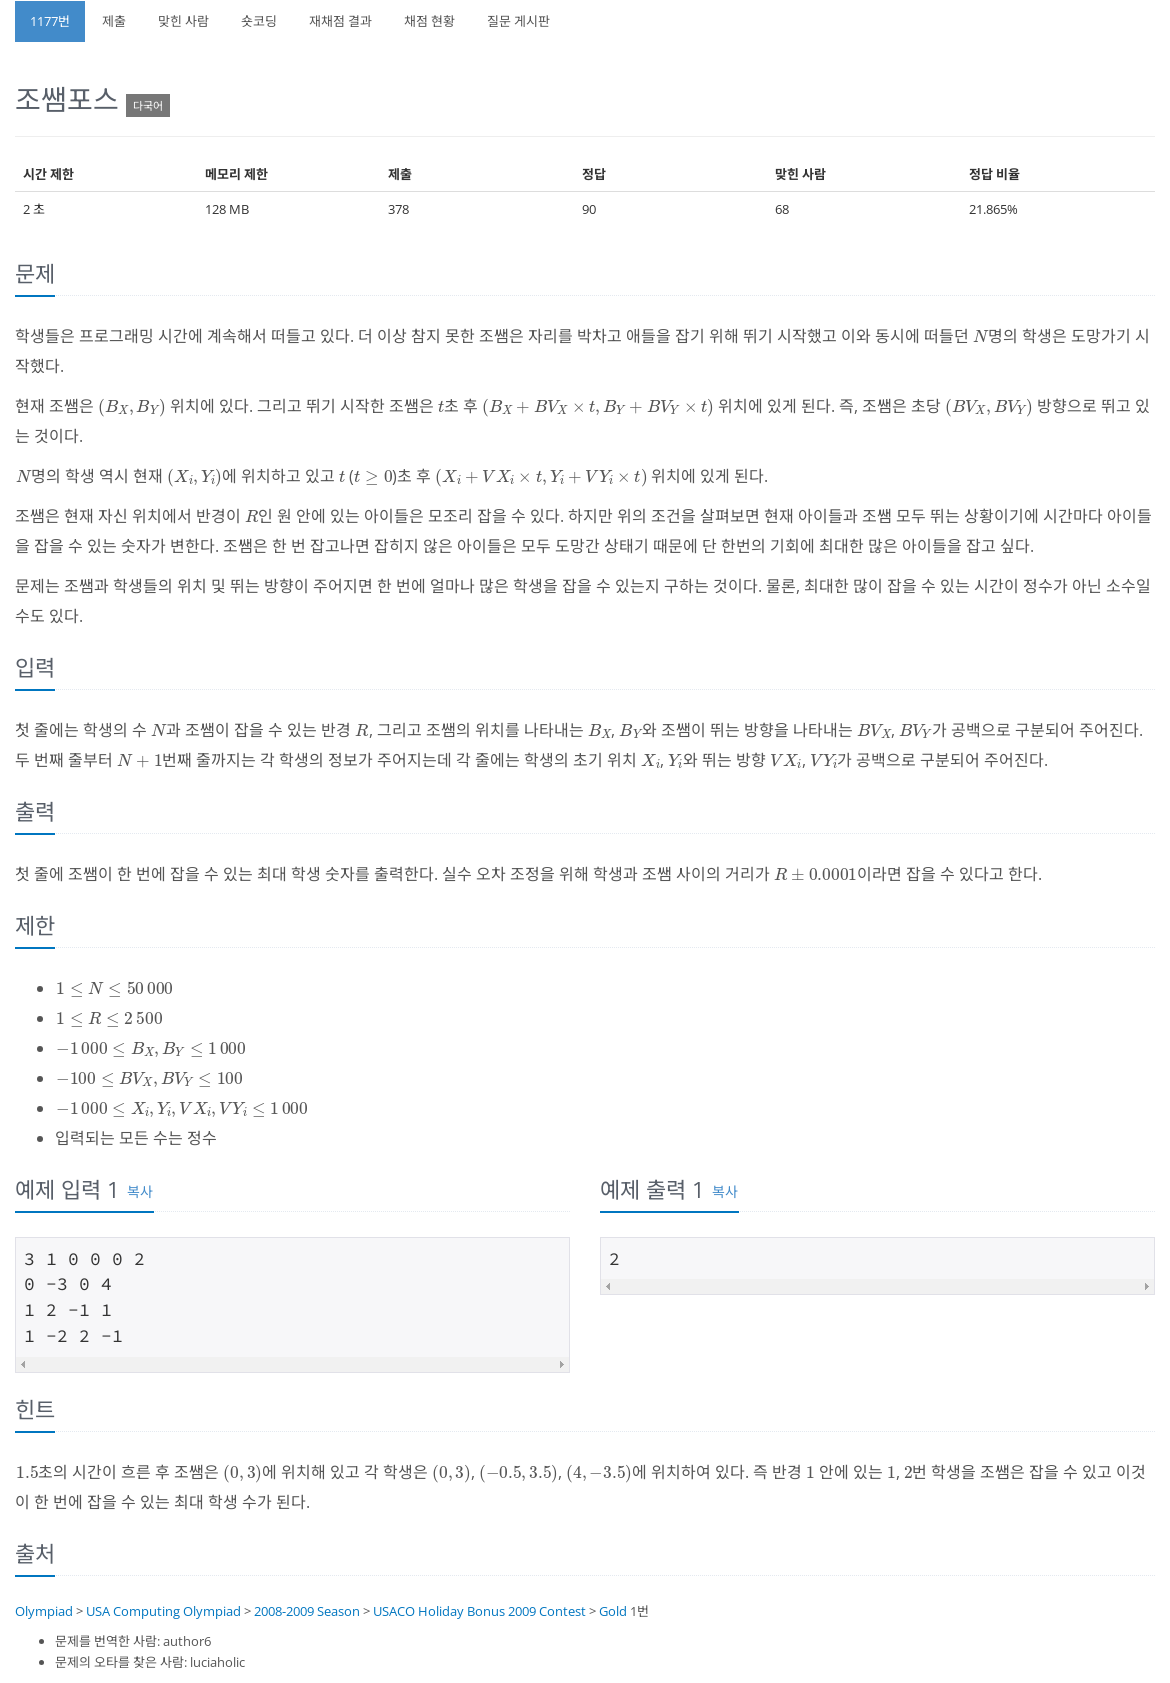 1177번 제출 맞힌 사람 숏코딩 재채점 결과 채점 현황 질문 게시판
조쌤포스 다국어
시간 제한 메모리 제한 제출 정답 맞힌 사람 정답 비율
2 초 128 MB 378 90 68 21.865%
문제
학생들은 프로그래밍 시간에 계속해서 떠들고 있다. 더 이상 참지 못한 조쌤은 자리를 박차고 애들을 잡기 위해 뛰기 시작했고 이와 동시에 떠들던 N명의 학생은 도망가기 시
작했다.
현재 조쌤은 (B_X, B_Y) 위치에 있다. 그리고 뛰기 시작한 조쌤은 t초 후 (B_X + BV_X × t, B_Y + BV_Y × t) 위치에 있게 된다. 즉, 조쌤은 초당 (BV_X, BV_Y) 방향으로 뛰고 있
는 것이다.
N명의 학생 역시 현재 (X_i, Y_i)에 위치하고 있고 t (t ≥ 0)초 후 (X_i + VX_i × t, Y_i + VY_i × t) 위치에 있게 된다.
조쌤은 현재 자신 위치에서 반경이 R인 원 안에 있는 아이들은 모조리 잡을 수 있다. 하지만 위의 조건을 살펴보면 현재 아이들과 조쌤 모두 뛰는 상황이기에 시간마다 아이들
을 잡을 수 있는 숫자가 변한다. 조쌤은 한 번 잡고나면 잡히지 않은 아이들은 모두 도망간 상태기 때문에 단 한번의 기회에 최대한 많은 아이들을 잡고 싶다.
문제는 조쌤과 학생들의 위치 및 뛰는 방향이 주어지면 한 번에 얼마나 많은 학생을 잡을 수 있는지 구하는 것이다. 물론, 최대한 많이 잡을 수 있는 시간이 정수가 아닌 소수일
수도 있다.
입력
첫 줄에는 학생의 수 N과 조쌤이 잡을 수 있는 반경 R, 그리고 조쌤의 위치를 나타내는 B_X, B_Y와 조쌤이 뛰는 방향을 나타내는 BV_X, BV_Y가 공백으로 구분되어 주어진다.
두 번째 줄부터 N + 1번째 줄까지는 각 학생의 정보가 주어지는데 각 줄에는 학생의 초기 위치 X_i, Y_i와 뛰는 방향 VX_i, VY_i가 공백으로 구분되어 주어진다.
출력
첫 줄에 조쌤이 한 번에 잡을 수 있는 최대 학생 숫자를 출력한다. 실수 오차 조정을 위해 학생과 조쌤 사이의 거리가 R ± 0.0001이라면 잡을 수 있다고 한다.
제한
1 ≤ N ≤ 50 000
1 ≤ R ≤ 2 500
−1 000 ≤ B_X, B_Y ≤ 1 000
−100 ≤ BV_X, BV_Y ≤ 100
−1 000 ≤ X_i, Y_i, VX_i, VY_i ≤ 1 000
입력되는 모든 수는 정수
예제 입력 1 복사
3 1 0 0 0 2
0 -3 0 4
1 2 -1 1
1 -2 2 -1
예제 출력 1 복사
2
힌트
1.5초의 시간이 흐른 후 조쌤은 (0, 3)에 위치해 있고 각 학생은 (0, 3), (−0.5, 3.5), (4, −3.5)에 위치하여 있다. 즉 반경 1 안에 있는 1, 2번 학생을 조쌤은 잡을 수 있고 이것
이 한 번에 잡을 수 있는 최대 학생 수가 된다.
출처
Olympiad > USA Computing Olympiad > 2008-2009 Season > USACO Holiday Bonus 2009 Contest > Gold 1번
문제를 번역한 사람: author6
문제의 오타를 찾은 사람: luciaholic